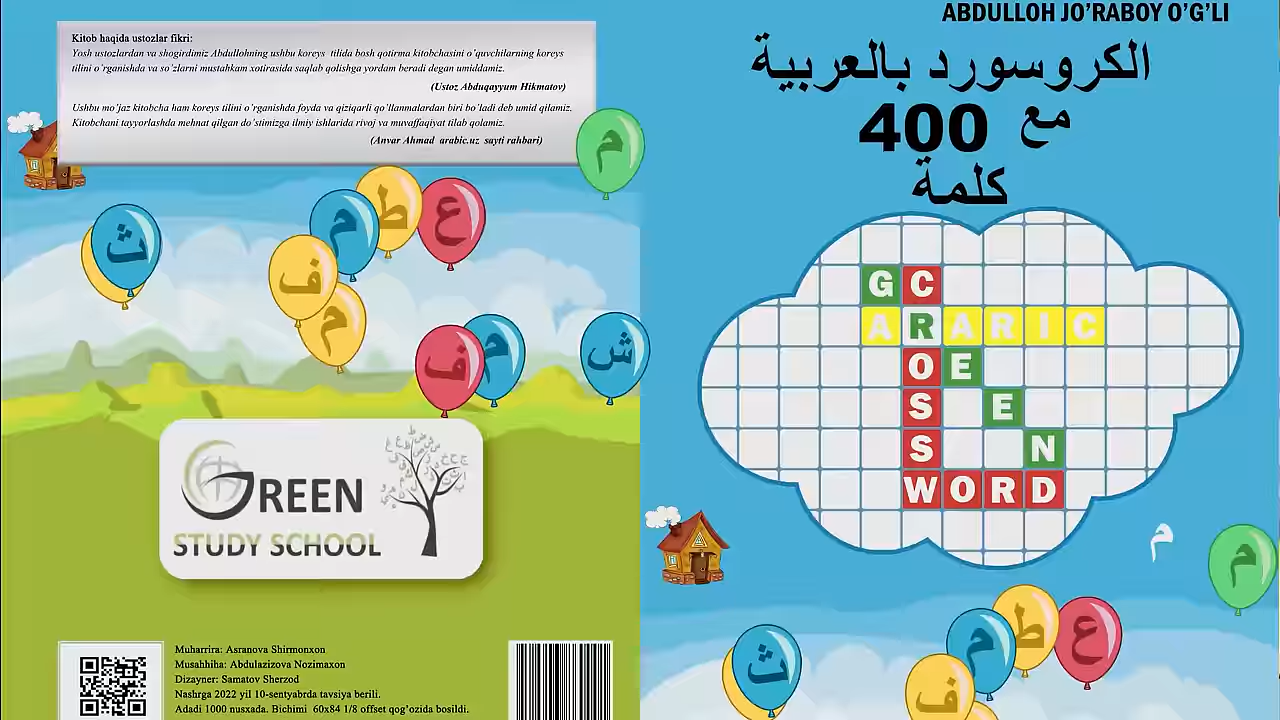 Kitob haqida ustozlar fikri:
Yosh ustozlardan va shogirdimiz Abdullohning ushbu koreys tilida bosh qotirma kitobchasini o'quvchilarning koreys
tilini o'rganishda va so'zlarni mustahkam xotirasida saqlab qolishga yordam beradi degan umiddamiz.
(Ustoz Abduqayyum Hikmatov)
Ushbu mo'jaz kitobcha ham koreys tilini o'rganishda foyda va qiziqarli qo'llanmalardan biri bo'ladi deb umid qilamiz.
Kitobchani tayyorlashda mehnat qilgan do'stimizga ilmiy ishlarida rivoj va muvaffaqiyat tilab qolamiz.
(Anvar Ahmad arabic.uz sayti rahbari)
م
ط
ع
م
ث
ف
م
م
ف
ش
GREEN
STUDY SCHOOL
Muharrira: Asranova Shirmonxon
Musahhiha: Abdulazizova Nozimaxon
Dizayner: Samatov Sherzod
Nashrga 2022 yil 10-sentyabrda tavsiya berili.
Adadi 1000 nusxada. Bichimi 60x84 1/8 offset qog'ozida bosildi.
ABDULLOH JO'RABOY O'G'LI
الكروسورد بالعربية
مع 400
كلمة
G C
A R A R I C
O E
S E
S N
W O R D
م
م
ط
ع
م
ث
ف